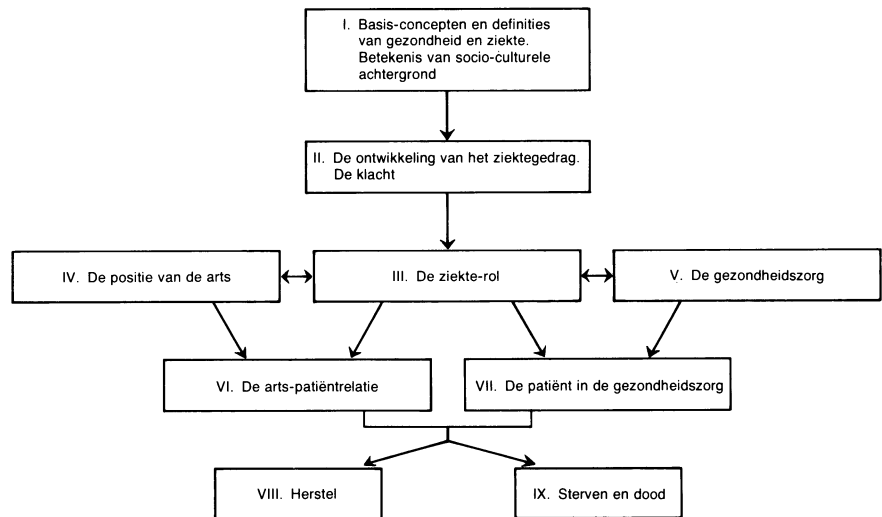 I. Basis-concepten en definities
van gezondheid en ziekte.
Betekenis van socio-culturele
achtergrond
II. De ontwikkeling van het ziektegedrag.
De klacht
IV. De positie van de arts
III. De ziekte-rol
V. De gezondheidszorg
VI. De arts-patiëntrelatie
VII. De patiënt in de gezondheidszorg
VIII. Herstel
IX. Sterven en dood